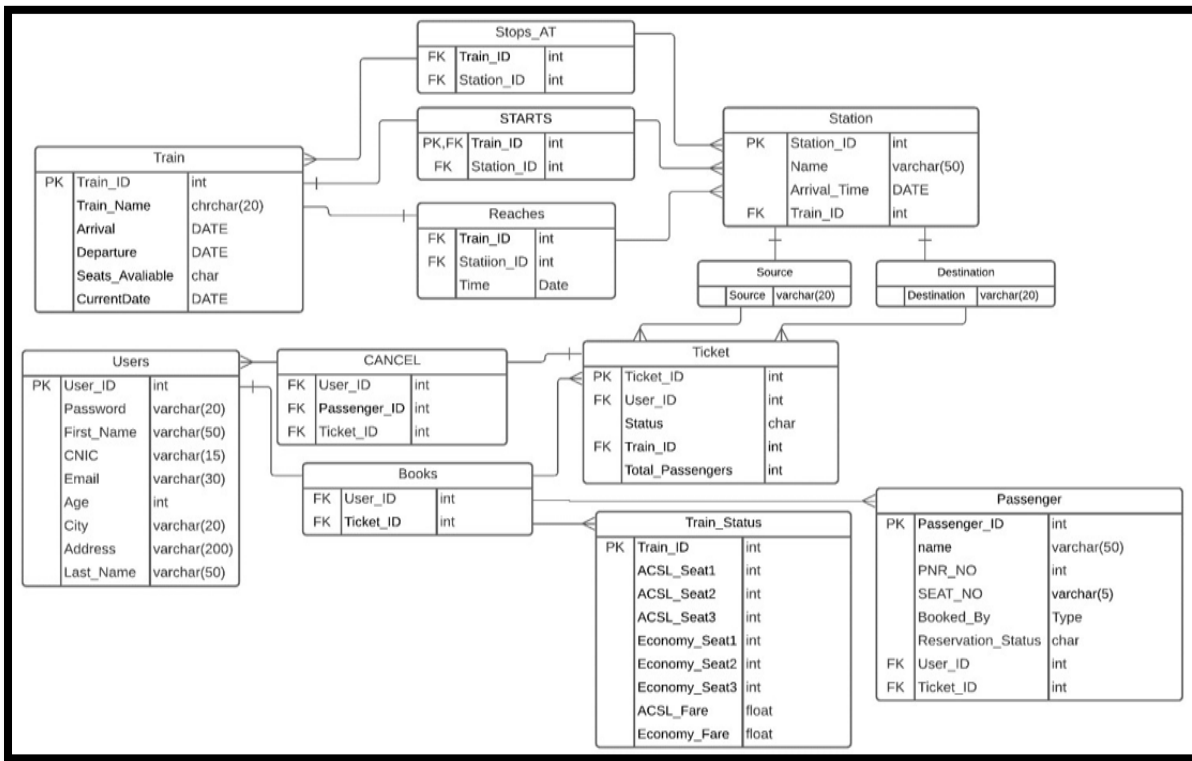 Stops_AT
FK Train_ID int
FK Station_ID int
STARTS
PK,FK Train_ID int
FK Station_ID int
Station
PK Station_ID int
Name varchar(50)
Arrival_Time DATE
FK Train_ID int
Train
PK Train_ID int
Train_Name chrchar(20)
Arrival DATE
Departure DATE
Seats_Avaliable char
CurrentDate DATE
Reaches
FK Train_ID int
FK Statiion_ID int
Time Date
Source
Source varchar(20)
Destination
Destination varchar(20)
Users
PK User_ID int
Password varchar(20)
First_Name varchar(50)
CNIC varchar(15)
Email varchar(30)
Age int
City varchar(20)
Address varchar(200)
Last_Name varchar(50)
CANCEL
FK User_ID int
FK Passenger_ID int
FK Ticket_ID int
Ticket
PK Ticket_ID int
FK User_ID int
Status char
FK Train_ID int
Total_Passengers int
Books
FK User_ID int
FK Ticket_ID int
Train_Status
PK Train_ID int
ACSL_Seat1 int
ACSL_Seat2 int
ACSL_Seat3 int
Economy_Seat1 int
Economy_Seat2 int
Economy_Seat3 int
ACSL_Fare float
Economy_Fare float
Passenger
PK Passenger_ID int
name varchar(50)
PNR_NO int
SEAT_NO varchar(5)
Booked_By Type
Reservation_Status char
FK User_ID int
FK Ticket_ID int